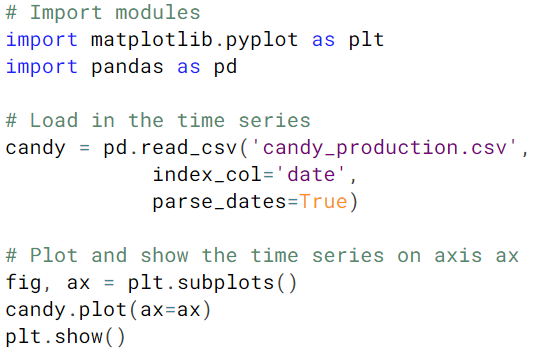 # Import modules
import matplotlib.pyplot as plt
import pandas as pd
# Load in the time series
candy = pd.read_csv('candy_production.csv',
            index_col='date',
            parse_dates=True)
# Plot and show the time series on axis ax
fig, ax = plt.subplots()
candy.plot(ax=ax)
plt.show()